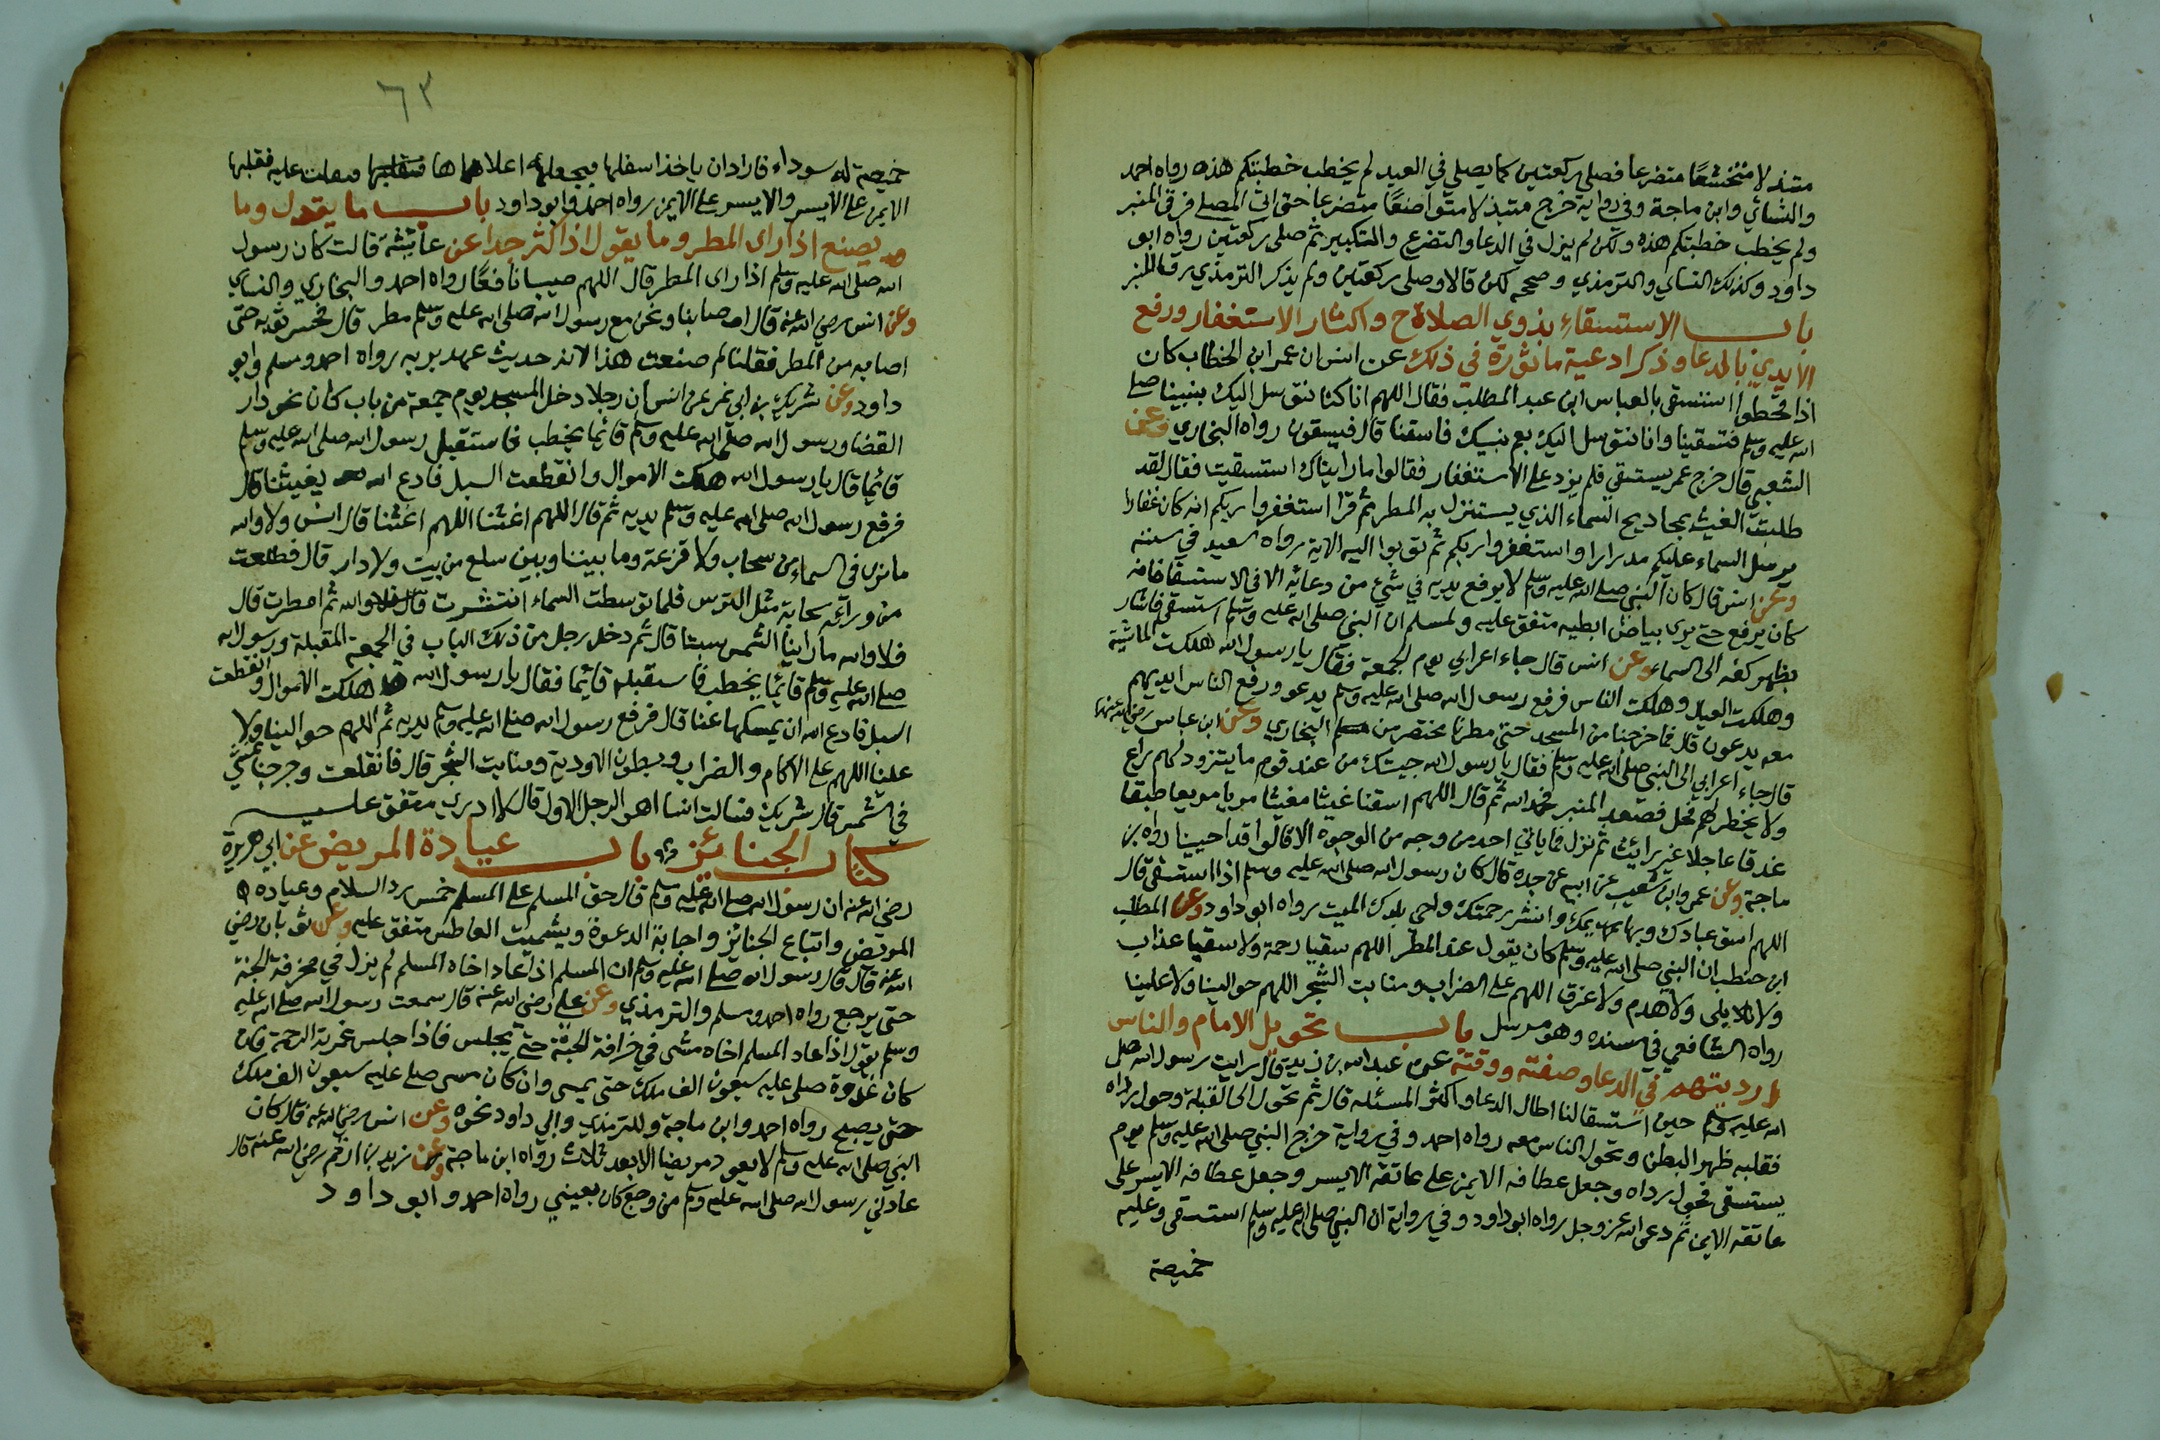 متبذلا متخشعا متضرعا فصلى ركعتين كما يصلي في العيد لم يخطب خطبتكم هذه رواه احمد
والنسائي وابن ماجة وفي رواية خرج متبذلا متواضعا متضرعا حتى اتى المصلى فرقى المنبر
ولم يخطب خطبتكم هذه ولكن لم يزل في الدعا والتضرع والتكبير ثم صلى ركعتين رواه ابو
داود وكذلك النساي والترمذي وصححه لكن قالا وصلى ركعتين ولم يذكر الترمذي رقى المنبر
باب الاستسقاء بذوي الصلاح واكثار الاستغفار ورفع
الايدي بالدعا وذكر ادعية ماثورة في ذلك عن انس ان عمر ابن الخطاب كان
اذا قحطوا استسقى بالعباس ابن عبد المطلب فقال اللهم انا كنا نتوسل اليك بنبينا صلى
الله عليه وسلم فتسقينا وانا نتوسل اليك بعم نبيك فاسقنا قال فيسقون رواه البخاري وعن
الشعبي قال خرج عمر يستسقي فلم يزد على الاستغفار فقالوا ما رايناك استسقيت فقال لقد
طلبت الغيث بمجاديح السماء الذي يستنزل به المطر ثم قرا استغفروا ربكم انه كان غفارا
يرسل السماء عليكم مدرارا واستغفروا ربكم ثم توبوا اليه الاية رواه سعيد في سننه
وعن انس قال كان النبي صلى الله عليه وسلم لا يرفع يديه في شيء من دعائه الا في الاستسقا فانه
كان يرفع حتى يرى بياض ابطيه متفق عليه ولمسلم ان النبي صلى الله عليه وسلم استسقى فاشار
بظهر كفه الى السماء وعن انس قال جاء اعرابي يوم الجمعة فقال يا رسول الله هلكت الماشية
وهلكت العيال وهلكت الناس فرفع رسول الله صلى الله عليه وسلم يدعو ورفع الناس ايديهم
معه يدعون قال فما خرجنا من المسجد حتى مطرنا مختصر من البخاري وعن ابن عباس رضي الله عنهما
قال جاء اعرابي الى النبي صلى الله عليه وسلم فقال يا رسول الله جيتك من عند قوم ما يتزود لهم راع
ولا يخطر لهم فحل فصعد المنبر فحمد الله ثم قال اللهم اسقنا غيثا مغيثا مريا مريعا طبقا
غدقا عاجلا غير رائث ثم نزل فما ياتي احد من وجه من الوجوه الا قالوا قد احيينا رواه ابن
ماجة وعن عمرو ابن شعيب عن ابيه عن جده قال كان رسول الله صلى الله عليه وسلم اذا استسقى قال
اللهم اسق عبادك وبهايمك وانشر رحمتك واحي بلدك الميت رواه ابو داود وعن المطلب
ابن حنطب ان النبي صلى الله عليه وسلم كان يقول عند المطر اللهم سقيا رحمة ولا سقيا عذاب
ولا بلا ولا هدم ولا غرق اللهم على الضراب ومنابت الشجر اللهم حوالينا ولا علينا
رواه الشافعي في مسنده وهو مرسل باب تحويل الامام والناس
ارديتهم في الدعا وصفته ووقته عن عبد الله بن زيد قال رايت رسول الله صلى
الله عليه وسلم حين استسقا لنا اطال الدعا واكثر المسئله قال ثم تحول الى القبلة وحول رداه
فقلبه ظهر البطن وتحول الناس معه رواه احمد وفي رواية خرج النبي صلى الله عليه وسلم يوم
يستسقى فحول رداه وجعل عطافه الايمن على عاتقه الايسر وجعل عطافه الايسر على
عاتقه الايمن ثم دعى الله عز وجل رواه ابو داود وفي رواية ان النبي صلى الله عليه وسلم استسقى وعليه
خميصة
٦٣
خميصة له سوداء فاراد ان ياخذ اسفلها فيجعله اعلاها فثقلت عليه فقلبها
الايمن على الايسر والايسر على الايمن رواه احمد وابو داود باب ما يقول وما
يصنع اذا راى المطر وما يقول اذا كثر جدا عن عائشة قالت كان رسول
الله صلى الله عليه وسلم اذا راى المطر قال اللهم صيبا نافعا رواه احمد والبخاري والنساي
وعن انس رضي الله عنه قال اصابنا ونحن مع رسول الله صلى الله عليه وسلم مطر قال فحسر ثوبه حتى
اصابه من المطر فقلنا لم صنعت هذا لانه حديث عهد بربه رواه احمد ومسلم وابو
داود وعن شريك بن ابي نمر عن انس ان رجلا دخل المسجد يوم جمعة من باب كان نحو دار
القضا ورسول الله صلى الله عليه وسلم قائما يخطب فاستقبل رسول الله صلى الله عليه وسلم
قائما قال يا رسول الله هلكت الاموال وانقطعت السبل فادع الله يغيثنا قال
فرفع رسول الله صلى الله عليه وسلم يديه ثم قال اللهم اغثنا اللهم اغثنا قال انس ولا والله
ما نرى في السماء من سحاب ولا قزعة وما بيننا وبين سلع من بيت ولا دار قال فطلعت
من ورائه سحابة مثل الترس فلما توسطت السماء انتشرت قال فلا والله ثم امطرت قال
فلا والله ما راينا الشمس سبتا قال ثم دخل رجل من ذلك الباب في الجمعة المقبلة ورسول الله
صلى الله عليه وسلم قائما يخطب فاستقبله قائما فقال يا رسول الله هلكت الاموال وانقطعت
السبل فادع الله ان يمسكها عنا قال فرفع رسول الله صلى الله عليه وسلم يديه ثم اللهم حوالينا ولا
علينا اللهم على الاكام والضراب وبطون الاودية ومنابت الشجر قال فانقلعت وخرجنا نمشي
في الشمس قال شريك فسالت انسا اهو الرجل الاول قال لا ادري متفق عليه
كتاب الجنائز باب عيادة المريض عن ابي هريرة
رضي الله عنه ان رسول الله صلى الله عليه وسلم قال حق المسلم على المسلم خمس رد السلام وعيادة
المريض واتباع الجنائز واجابة الدعوة ويشميت العاطس متفق عليه وعن ثوبان رضي
الله عنه قال قال رسول الله صلى الله عليه وسلم ان المسلم اذا عاد اخاه المسلم لم يزل في مخرفة الجنة
حتى يرجع رواه احمد ومسلم والترمذي وعن علي رضي الله عنه قال سمعت رسول الله صلى الله عليه
وسلم يقول اذا عاد المسلم اخاه مشى في خرافة الجنة حتى يجلس فاذا جلس غمرته الرحمة فان
كان غدوة صلى عليه سبعون الف ملك حتى يمسي وان كان مسي صلى عليه سبعون الف ملك
حتى يصبح رواه احمد وابن ماجة وللترمذي وابي داود نحوه وعن انس رضي الله عنه قال كان
النبي صلى الله عليه وسلم لا يعود مريضا الا بعد ثلاث رواه ابن ماجة وعن زيد بن ارقم رضي الله عنه قال
عادني رسول الله صلى الله عليه وسلم من وجع كان بعيني رواه احمد وابو داود